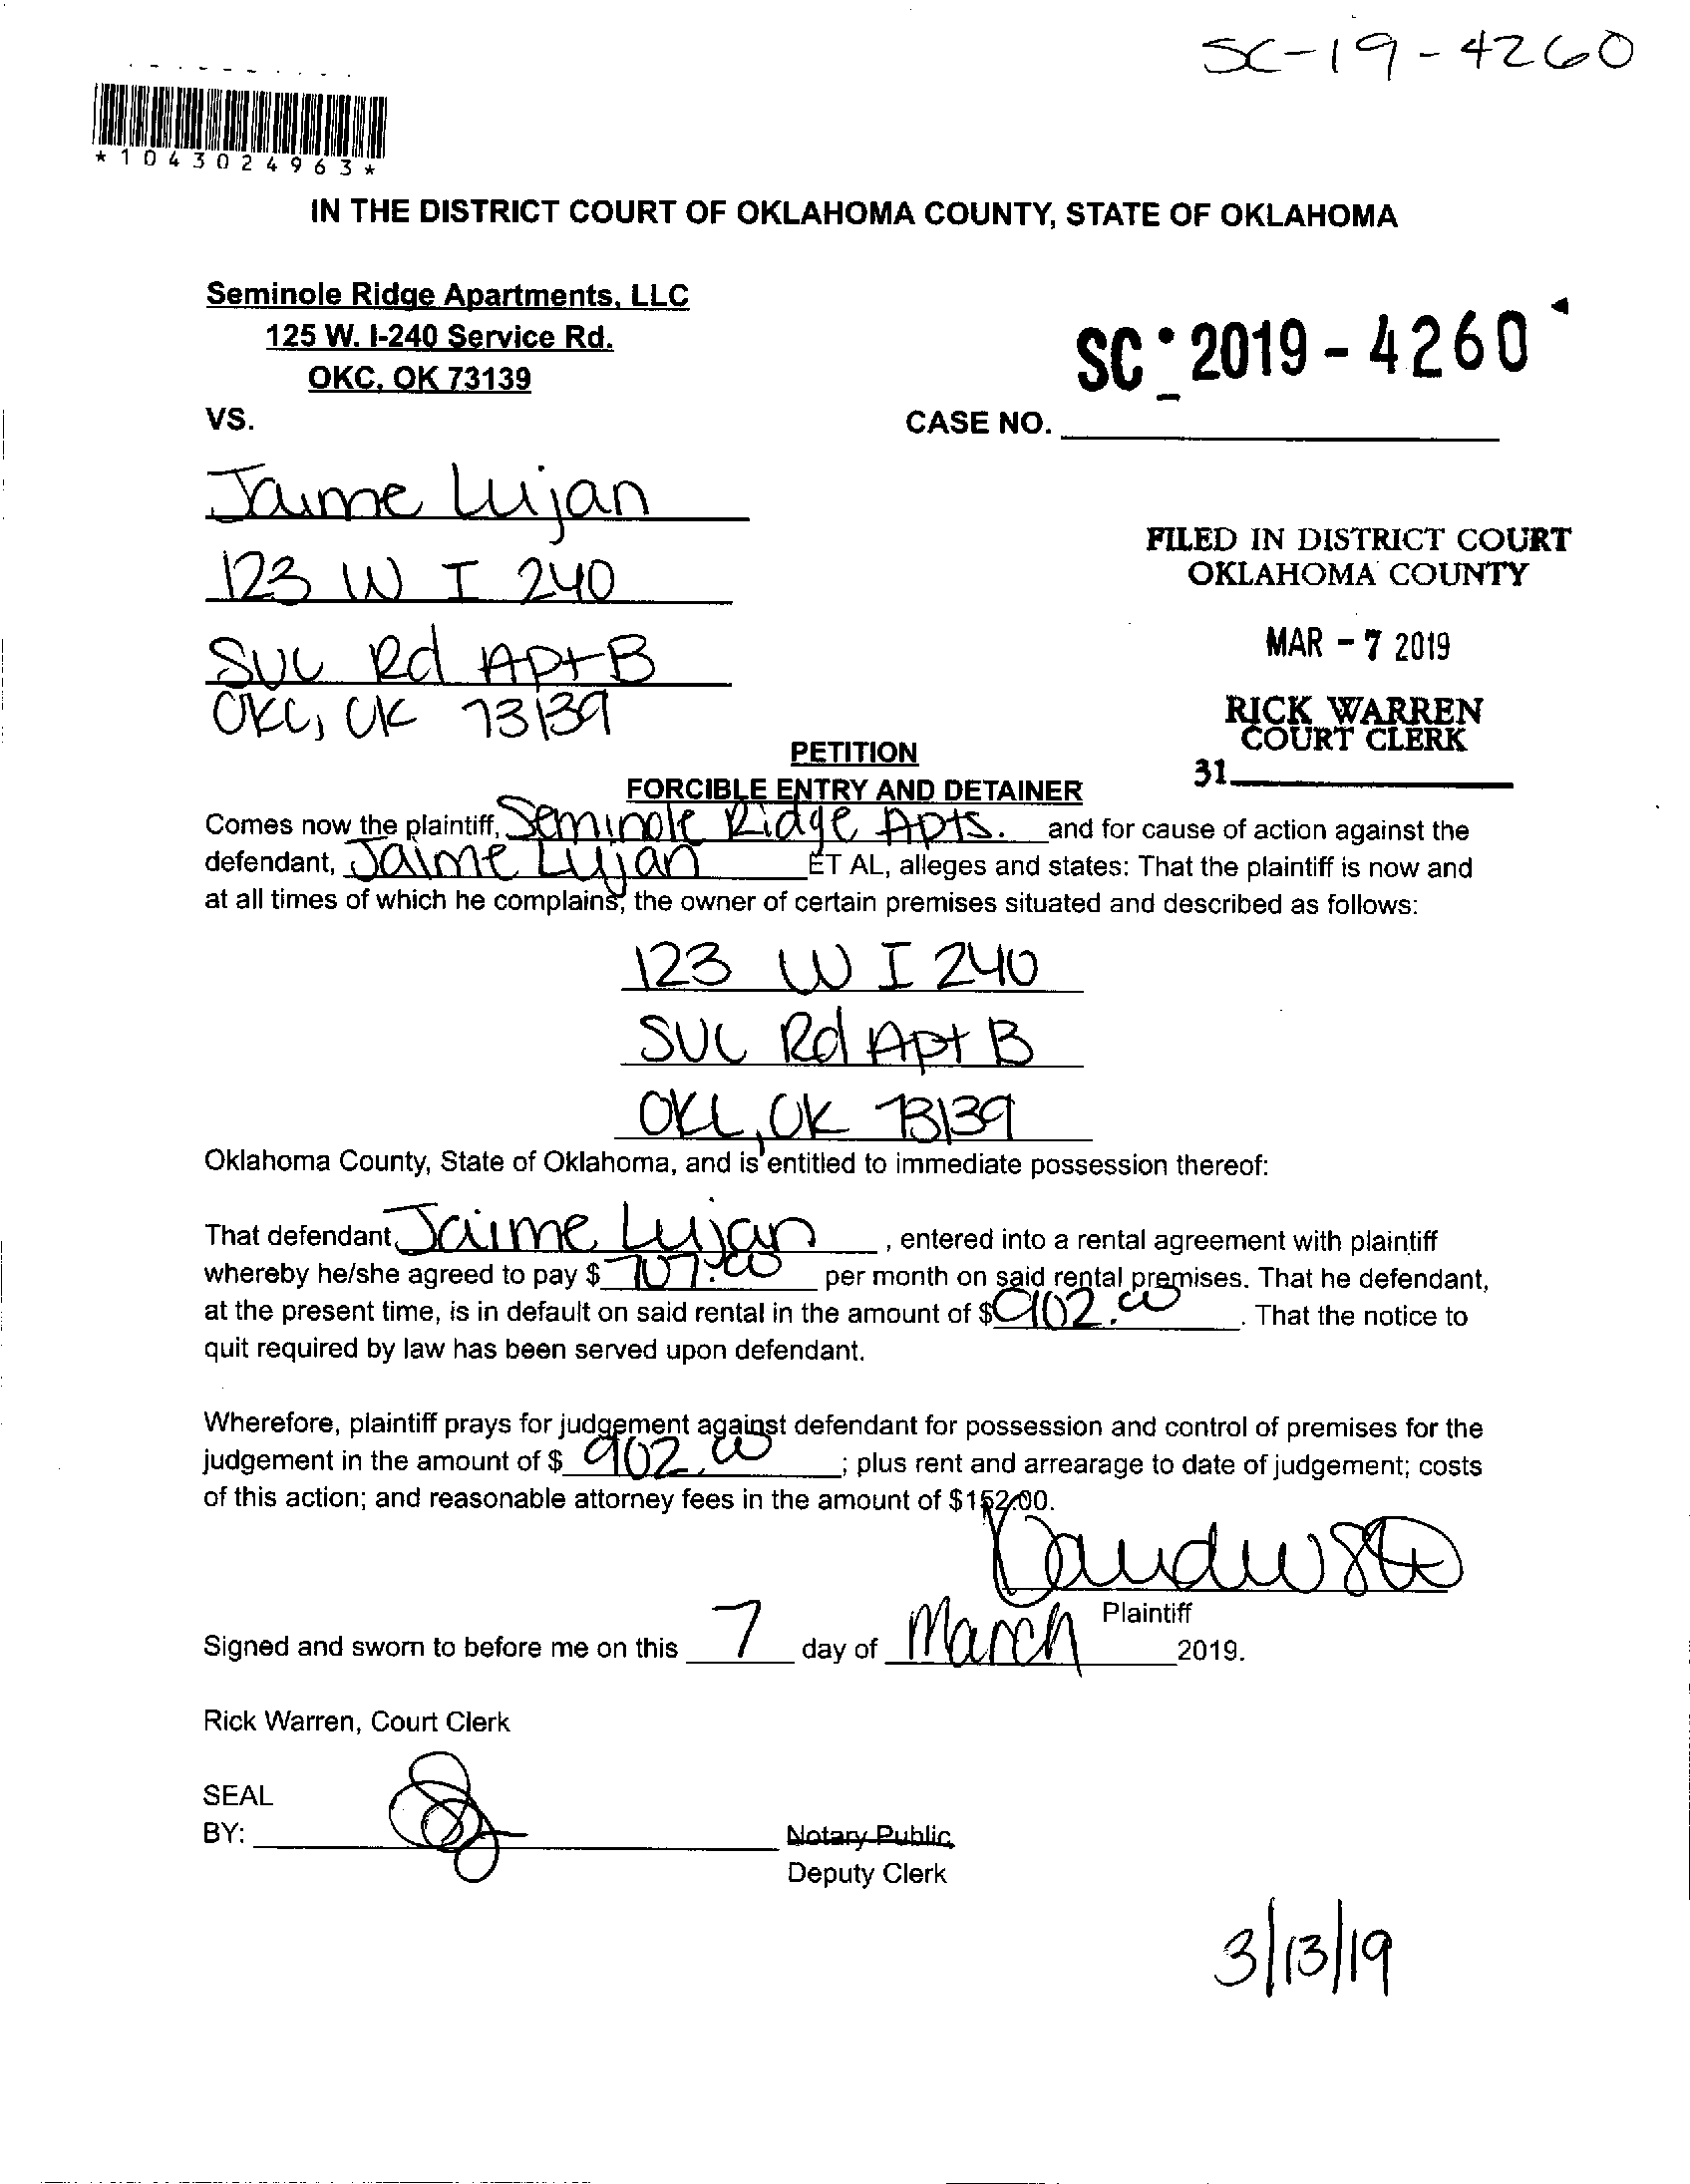 SC-19-4260
*1043024963*
IN THE DISTRICT COURT OF OKLAHOMA COUNTY, STATE OF OKLAHOMA
Seminole Ridge Apartments, LLC
125 W. I-240 Service Rd.
OKC, OK 73139
SC 2019-4260
VS.
CASE NO.
Jaime Lujan
123 W I 240
SVC Rd Apt B
OKC, OK 73139
FILED IN DISTRICT COURT
OKLAHOMA COUNTY
MAR - 7 2019
RICK WARREN
COURT CLERK
31
PETITION
FORCIBLE ENTRY AND DETAINER
Comes now the plaintiff, Seminole Ridge Apts. and for cause of action against the
defendant, Jaime Lujan ET AL, alleges and states: That the plaintiff is now and
at all times of which he complains, the owner of certain premises situated and described as follows:
123 W I 240
SVC Rd Apt B
OKC, OK 73139
Oklahoma County, State of Oklahoma, and is entitled to immediate possession thereof:
That defendant, Jaime Lujan, entered into a rental agreement with plaintiff
whereby he/she agreed to pay $ 707.00 per month on said rental premises. That he defendant,
at the present time, is in default on said rental in the amount of $902.00. That the notice to
quit required by law has been served upon defendant.
Wherefore, plaintiff prays for judgement against defendant for possession and control of premises for the
judgement in the amount of $ 902.00; plus rent and arrearage to date of judgement; costs
of this action; and reasonable attorney fees in the amount of $152.00.
Plaintiff
Signed and sworn to before me on this 7 day of March 2019.
Rick Warren, Court Clerk
SEAL
BY:
Notary Public
Deputy Clerk
3/13/19